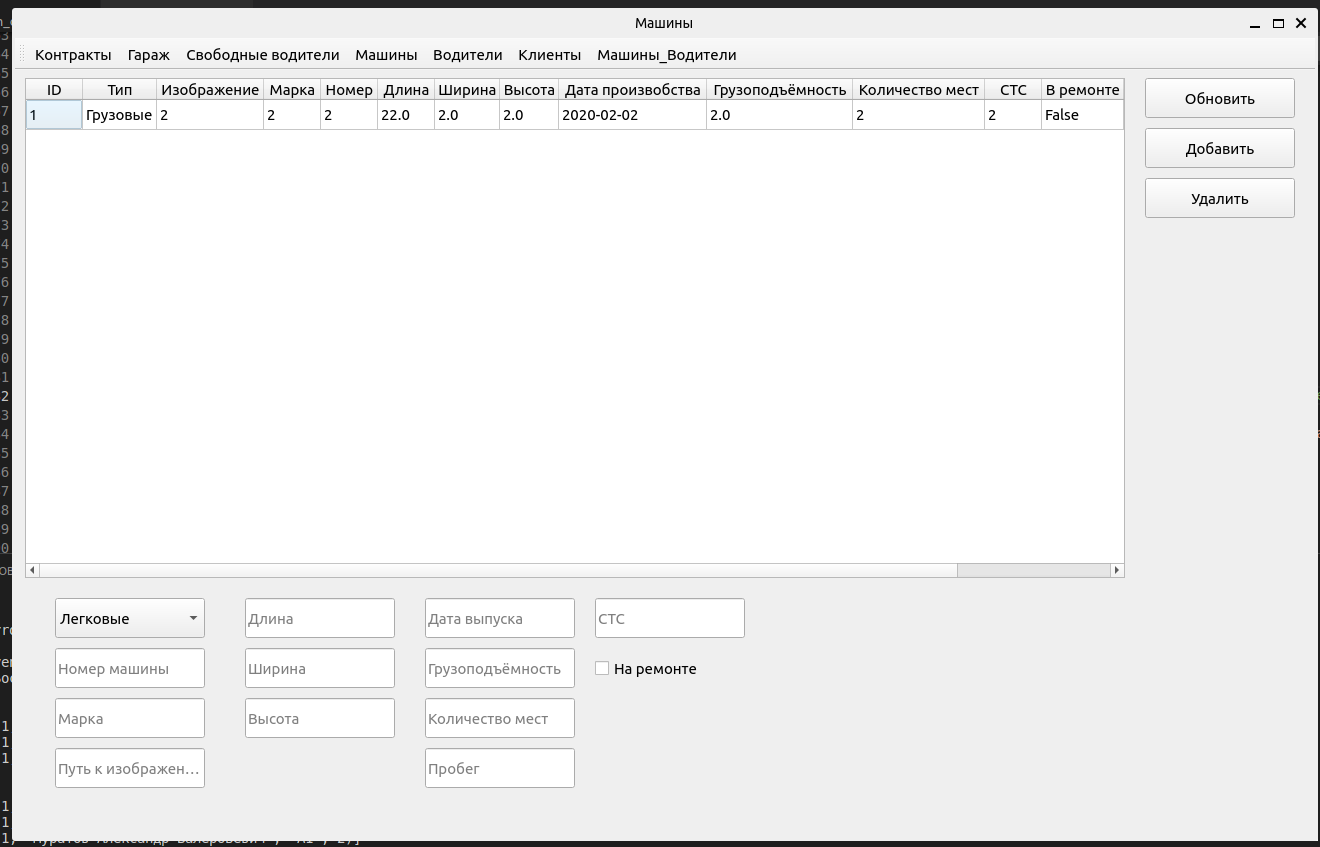 Машины
Контракты Гараж Свободные водители Машины Водители Клиенты Машины_Водители
ID Тип Изображение Марка Номер Длина Ширина Высота Дата произвобства Грузоподъёмность Количество мест СТС В ремонте
1 Грузовые 2 2 2 22.0 2.0 2.0 2020-02-02 2.0 2 2 False
Обновить
Добавить
Удалить
Легковые Длина Дата выпуска СТС
Номер машины Ширина Грузоподъёмность На ремонте
Марка Высота Количество мест
Путь к изображен... Пробег